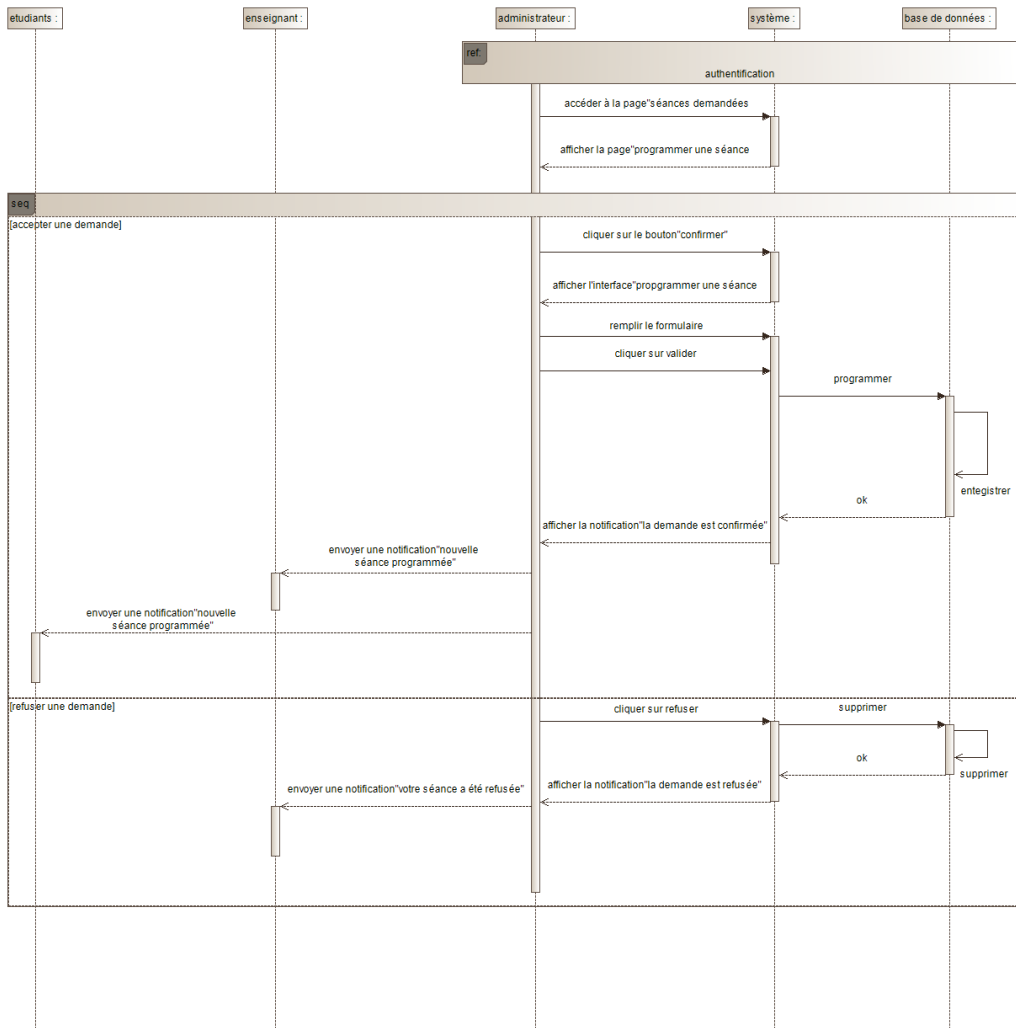 etudiants :
enseignant :
administrateur :
système :
base de données :
ref:
authentification
accéder à la page"séances demandées
afficher la page"programmer une séance
seq
[accepter une demande]
cliquer sur le bouton"confirmer"
afficher l'interface"propgrammer une séance
remplir le formulaire
cliquer sur valider
programmer
entegistrer
ok
afficher la notification"la demande est confirmée"
envoyer une notification"nouvelle
séance programmée"
envoyer une notification"nouvelle
séance programmée"
[refuser une demande]
cliquer sur refuser
supprimer
ok
supprimer
afficher la notification"la demande est refusée"
envoyer une notification"votre séance a été refusée"